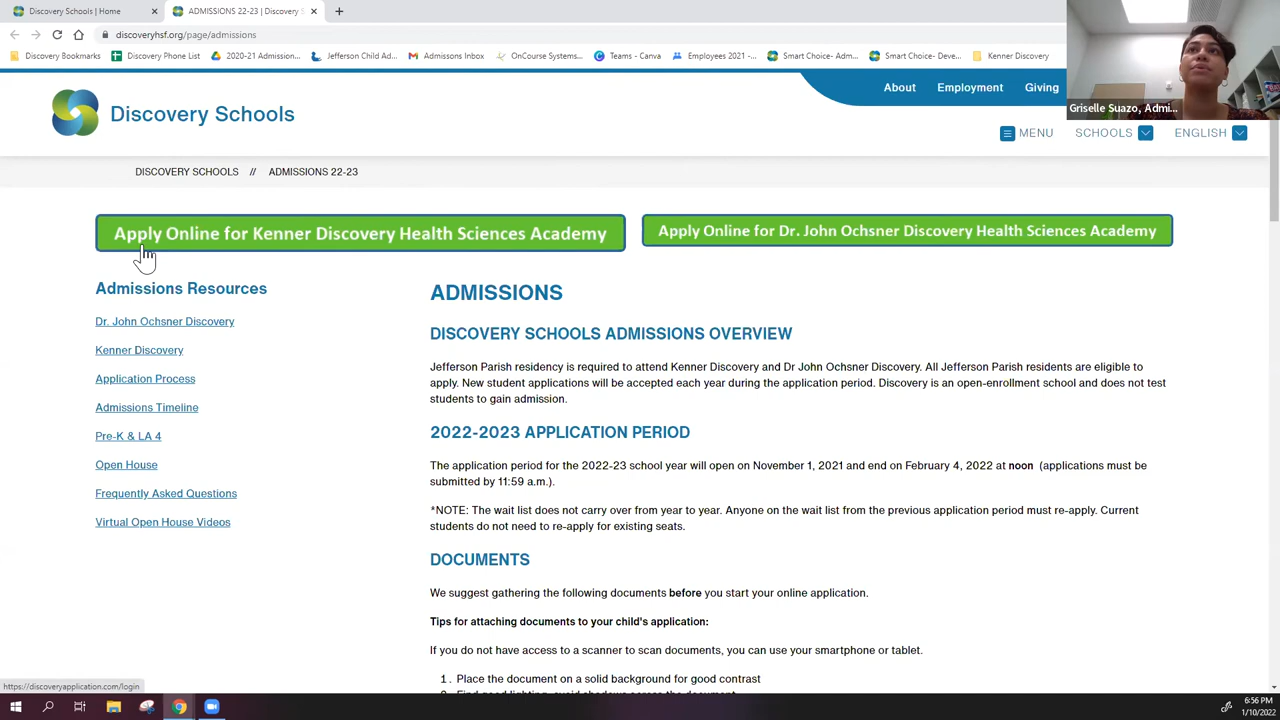 Discovery Schools | Home
ADMISSIONS 22-23 | Discovery S
discoveryhsf.org/page/admissions
Discovery Bookmarks
Discovery Phone List
2020-21 Admission...
Jefferson Child Ad...
Admissons Inbox
OnCourse Systems...
Teams - Canva
Employees 2021 -...
Smart Choice- Adm...
Smart Choice- Deve...
Kenner Discovery
About
Employment
Giving
Griselle Suazo, Admi...
Discovery Schools
MENU
SCHOOLS
ENGLISH
DISCOVERY SCHOOLS // ADMISSIONS 22-23
Apply Online for Kenner Discovery Health Sciences Academy
Apply Online for Dr. John Ochsner Discovery Health Sciences Academy
Admissions Resources
Dr. John Ochsner Discovery
Kenner Discovery
Application Process
Admissions Timeline
Pre-K & LA 4
Open House
Frequently Asked Questions
Virtual Open House Videos
ADMISSIONS
DISCOVERY SCHOOLS ADMISSIONS OVERVIEW
Jefferson Parish residency is required to attend Kenner Discovery and Dr John Ochsner Discovery. All Jefferson Parish residents are eligible to
apply. New student applications will be accepted each year during the application period. Discovery is an open-enrollment school and does not test
students to gain admission.
2022-2023 APPLICATION PERIOD
The application period for the 2022-23 school year will open on November 1, 2021 and end on February 4, 2022 at noon (applications must be
submitted by 11:59 a.m.).
*NOTE: The wait list does not carry over from year to year. Anyone on the wait list from the previous application period must re-apply. Current
students do not need to re-apply for existing seats.
DOCUMENTS
We suggest gathering the following documents before you start your online application.
Tips for attaching documents to your child's application:
If you do not have access to a scanner to scan documents, you can use your smartphone or tablet.
1. Place the document on a solid background for good contrast
2. Find good lighting, avoid shadows across the document
https://discoveryapplication.com/login
6:56 PM
1/10/2022